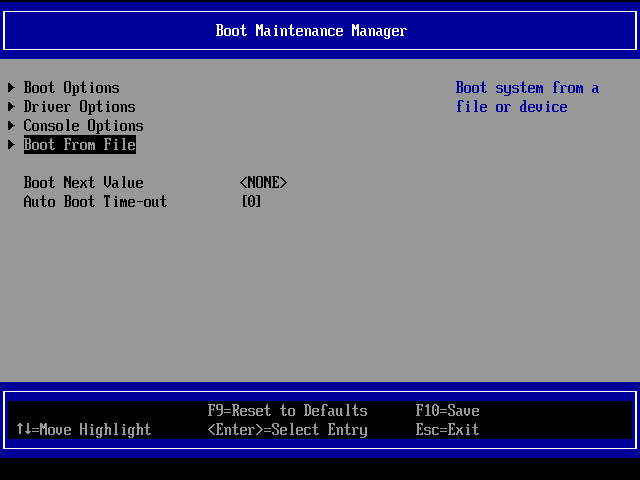 Boot Maintenance Manager
▶ Boot Options
Boot system from a
▶ Driver Options
file or device
▶ Console Options
▶ Boot From File
Boot Next Value <NONE>
Auto Boot Time-out [0]
F9=Reset to Defaults F10=Save
↑↓=Move Highlight <Enter>=Select Entry Esc=Exit